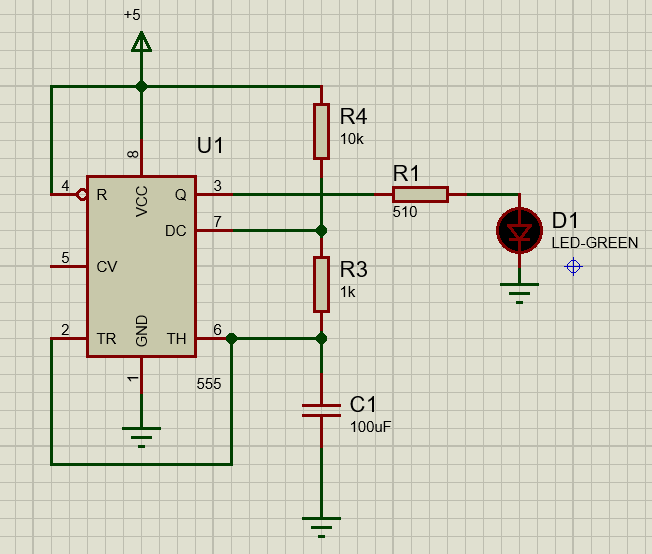 +5
R4
10k
U1
8
4
R
VCC
Q
3
R1
510
DC
7
D1
LED-GREEN
5
CV
R3
1k
2
TR
GND
TH
6
1
555
C1
100uF